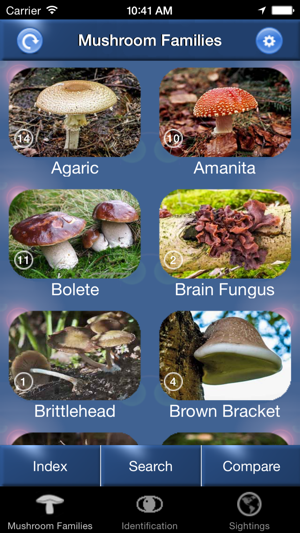 Carrier 10:41 AM
Mushroom Families
14 10
Agaric Amanita
11 2
Bolete Brain Fungus
1 4
Brittlehead Brown Bracket
Index Search Compare
Mushroom Families Identification Sightings